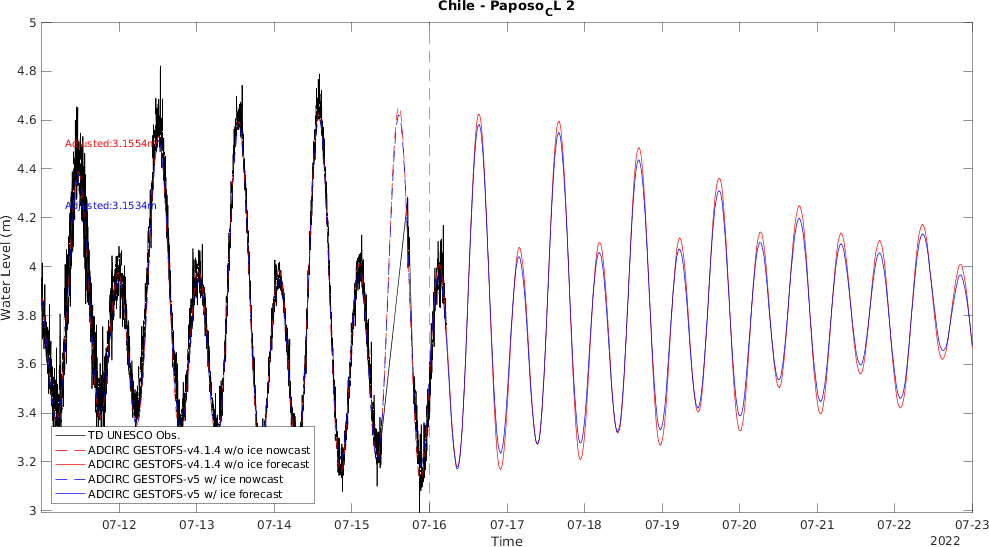 Chile - Paposo_CL 2
Water Level (m)
5
4.8
4.6
4.4
4.2
4
3.8
3.6
3.4
3.2
3
Adjusted:3.1554m
Adjusted:3.1534m
TD UNESCO Obs.
ADCIRC GESTOFS-v4.1.4 w/o ice nowcast
ADCIRC GESTOFS-v4.1.4 w/o ice forecast
ADCIRC GESTOFS-v5 w/ ice nowcast
ADCIRC GESTOFS-v5 w/ ice forecast
07-12 07-13 07-14 07-15 07-16 07-17 07-18 07-19 07-20 07-21 07-22 07-23
Time
2022